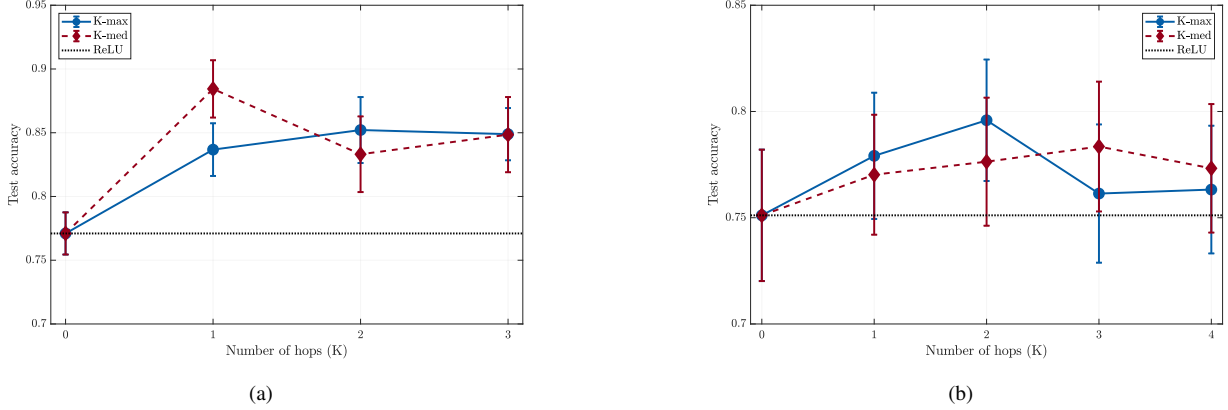 0.95
0.9
0.85
0.8
0.75
0.7
Test accuracy
K-max
K-med
ReLU
0 1 2 3
Number of hops (K)
(a)
0.85
0.8
0.75
0.7
Test accuracy
K-max
K-med
ReLU
0 1 2 3 4
Number of hops (K)
(b)